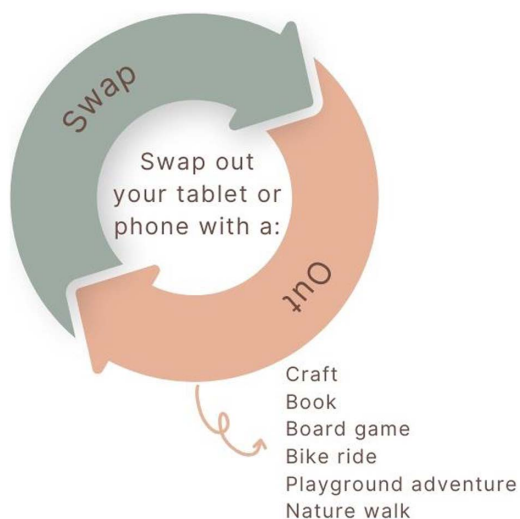 Swap
Swap out
your tablet or
phone with a:
Out
Craft
Book
Board game
Bike ride
Playground adventure
Nature walk